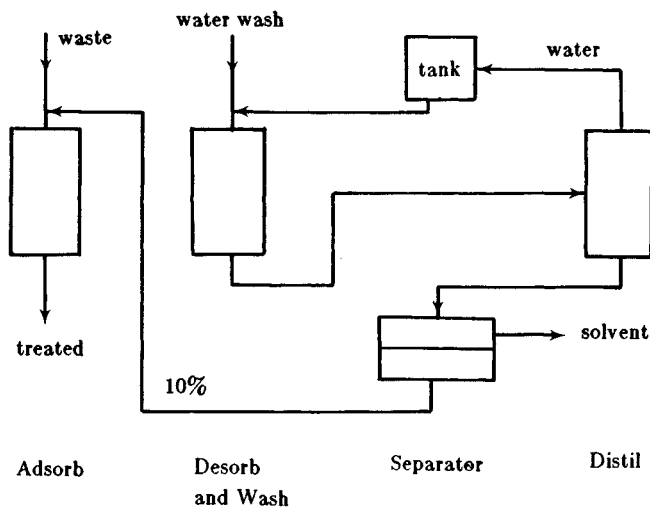 water wash
waste
water
tank
treated
solvent
10%
Adsorb
Desorb
and Wash
Separator
Distil